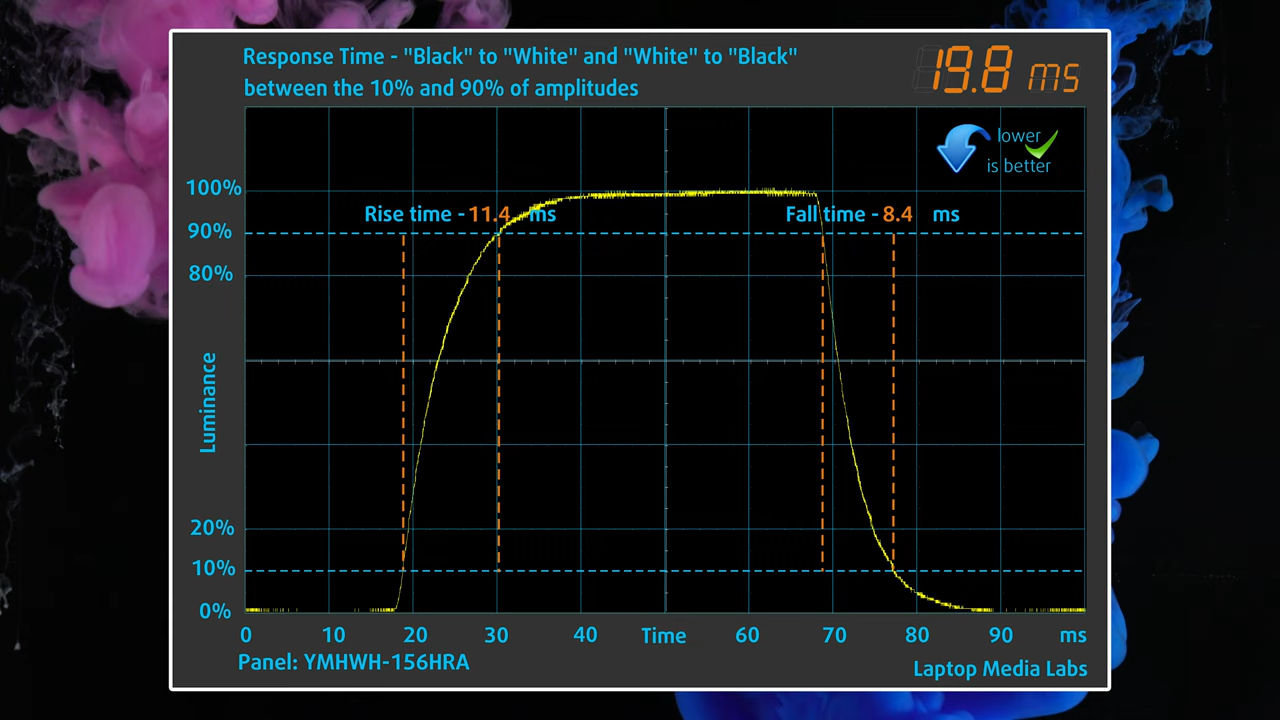 Response Time - "Black" to "White" and "White" to "Black"
between the 10% and 90% of amplitudes
19.8 ms
lower
is better
100%
Rise time - 11.4 ms
Fall time - 8.4 ms
90%
80%
Luminance
20%
10%
0%
0 10 20 30 40 Time 60 70 80 90 ms
Panel: YMHWH-156HRA
Laptop Media Labs